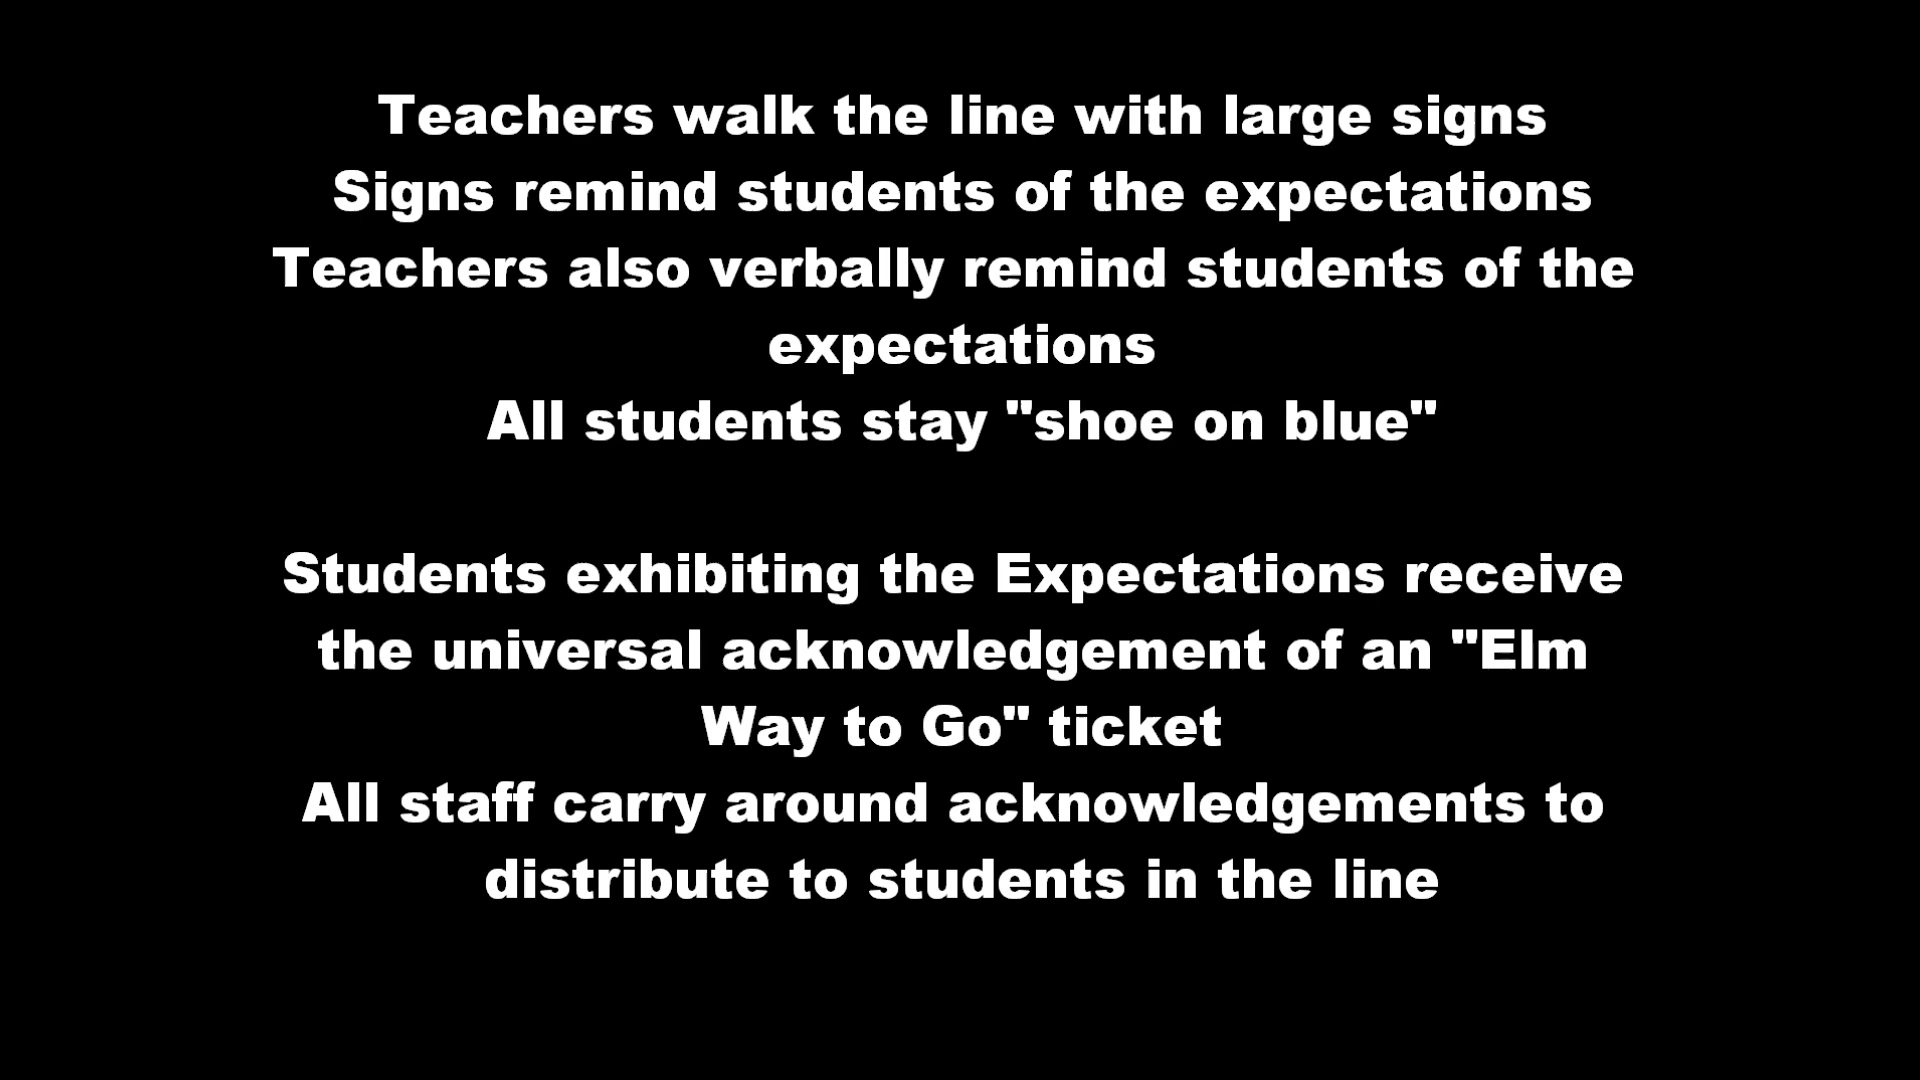 Teachers walk the line with large signs
Signs remind students of the expectations
Teachers also verbally remind students of the
expectations
All students stay "shoe on blue"
Students exhibiting the Expectations receive
the universal acknowledgement of an "Elm
Way to Go" ticket
All staff carry around acknowledgements to
distribute to students in the line